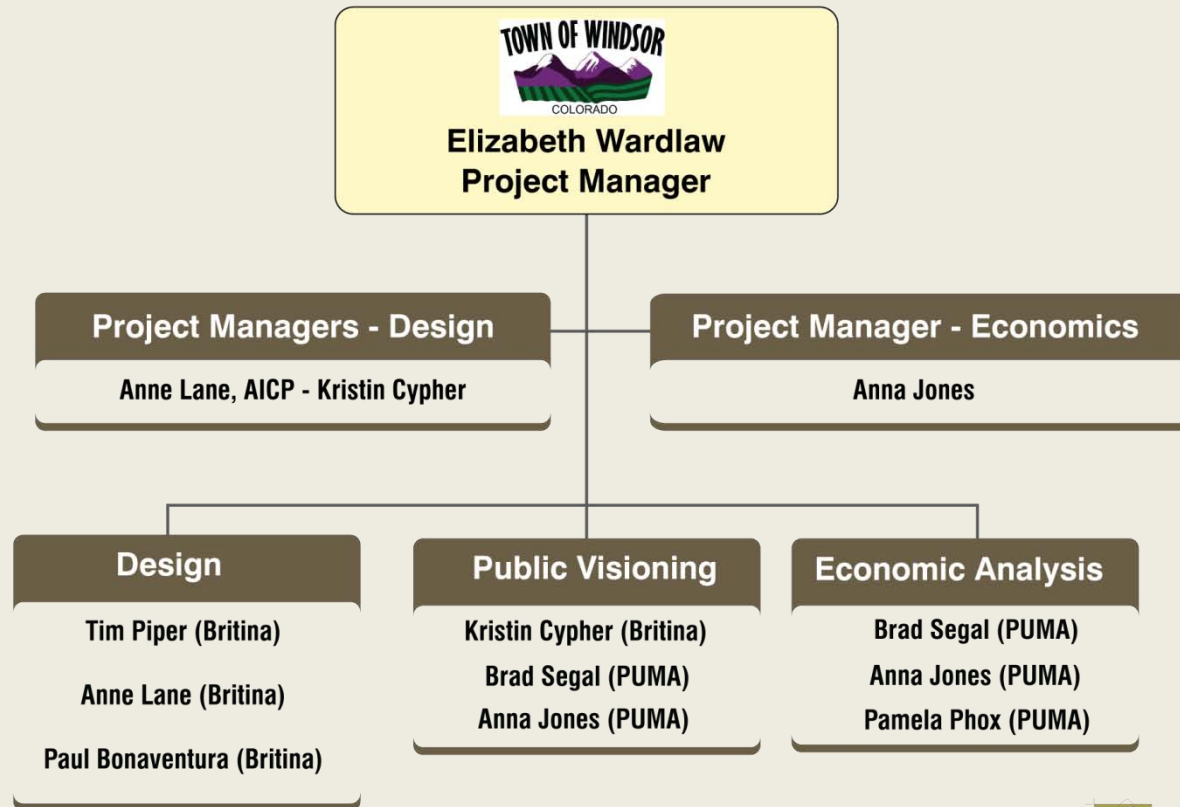 TOWN OF WINDSOR
COLORADO
Elizabeth Wardlaw
Project Manager
Project Managers - Design
Anne Lane, AICP - Kristin Cypher
Project Manager - Economics
Anna Jones
Design
Tim Piper (Britina)
Anne Lane (Britina)
Paul Bonaventura (Britina)
Public Visioning
Kristin Cypher (Britina)
Brad Segal (PUMA)
Anna Jones (PUMA)
Economic Analysis
Brad Segal (PUMA)
Anna Jones (PUMA)
Pamela Phox (PUMA)